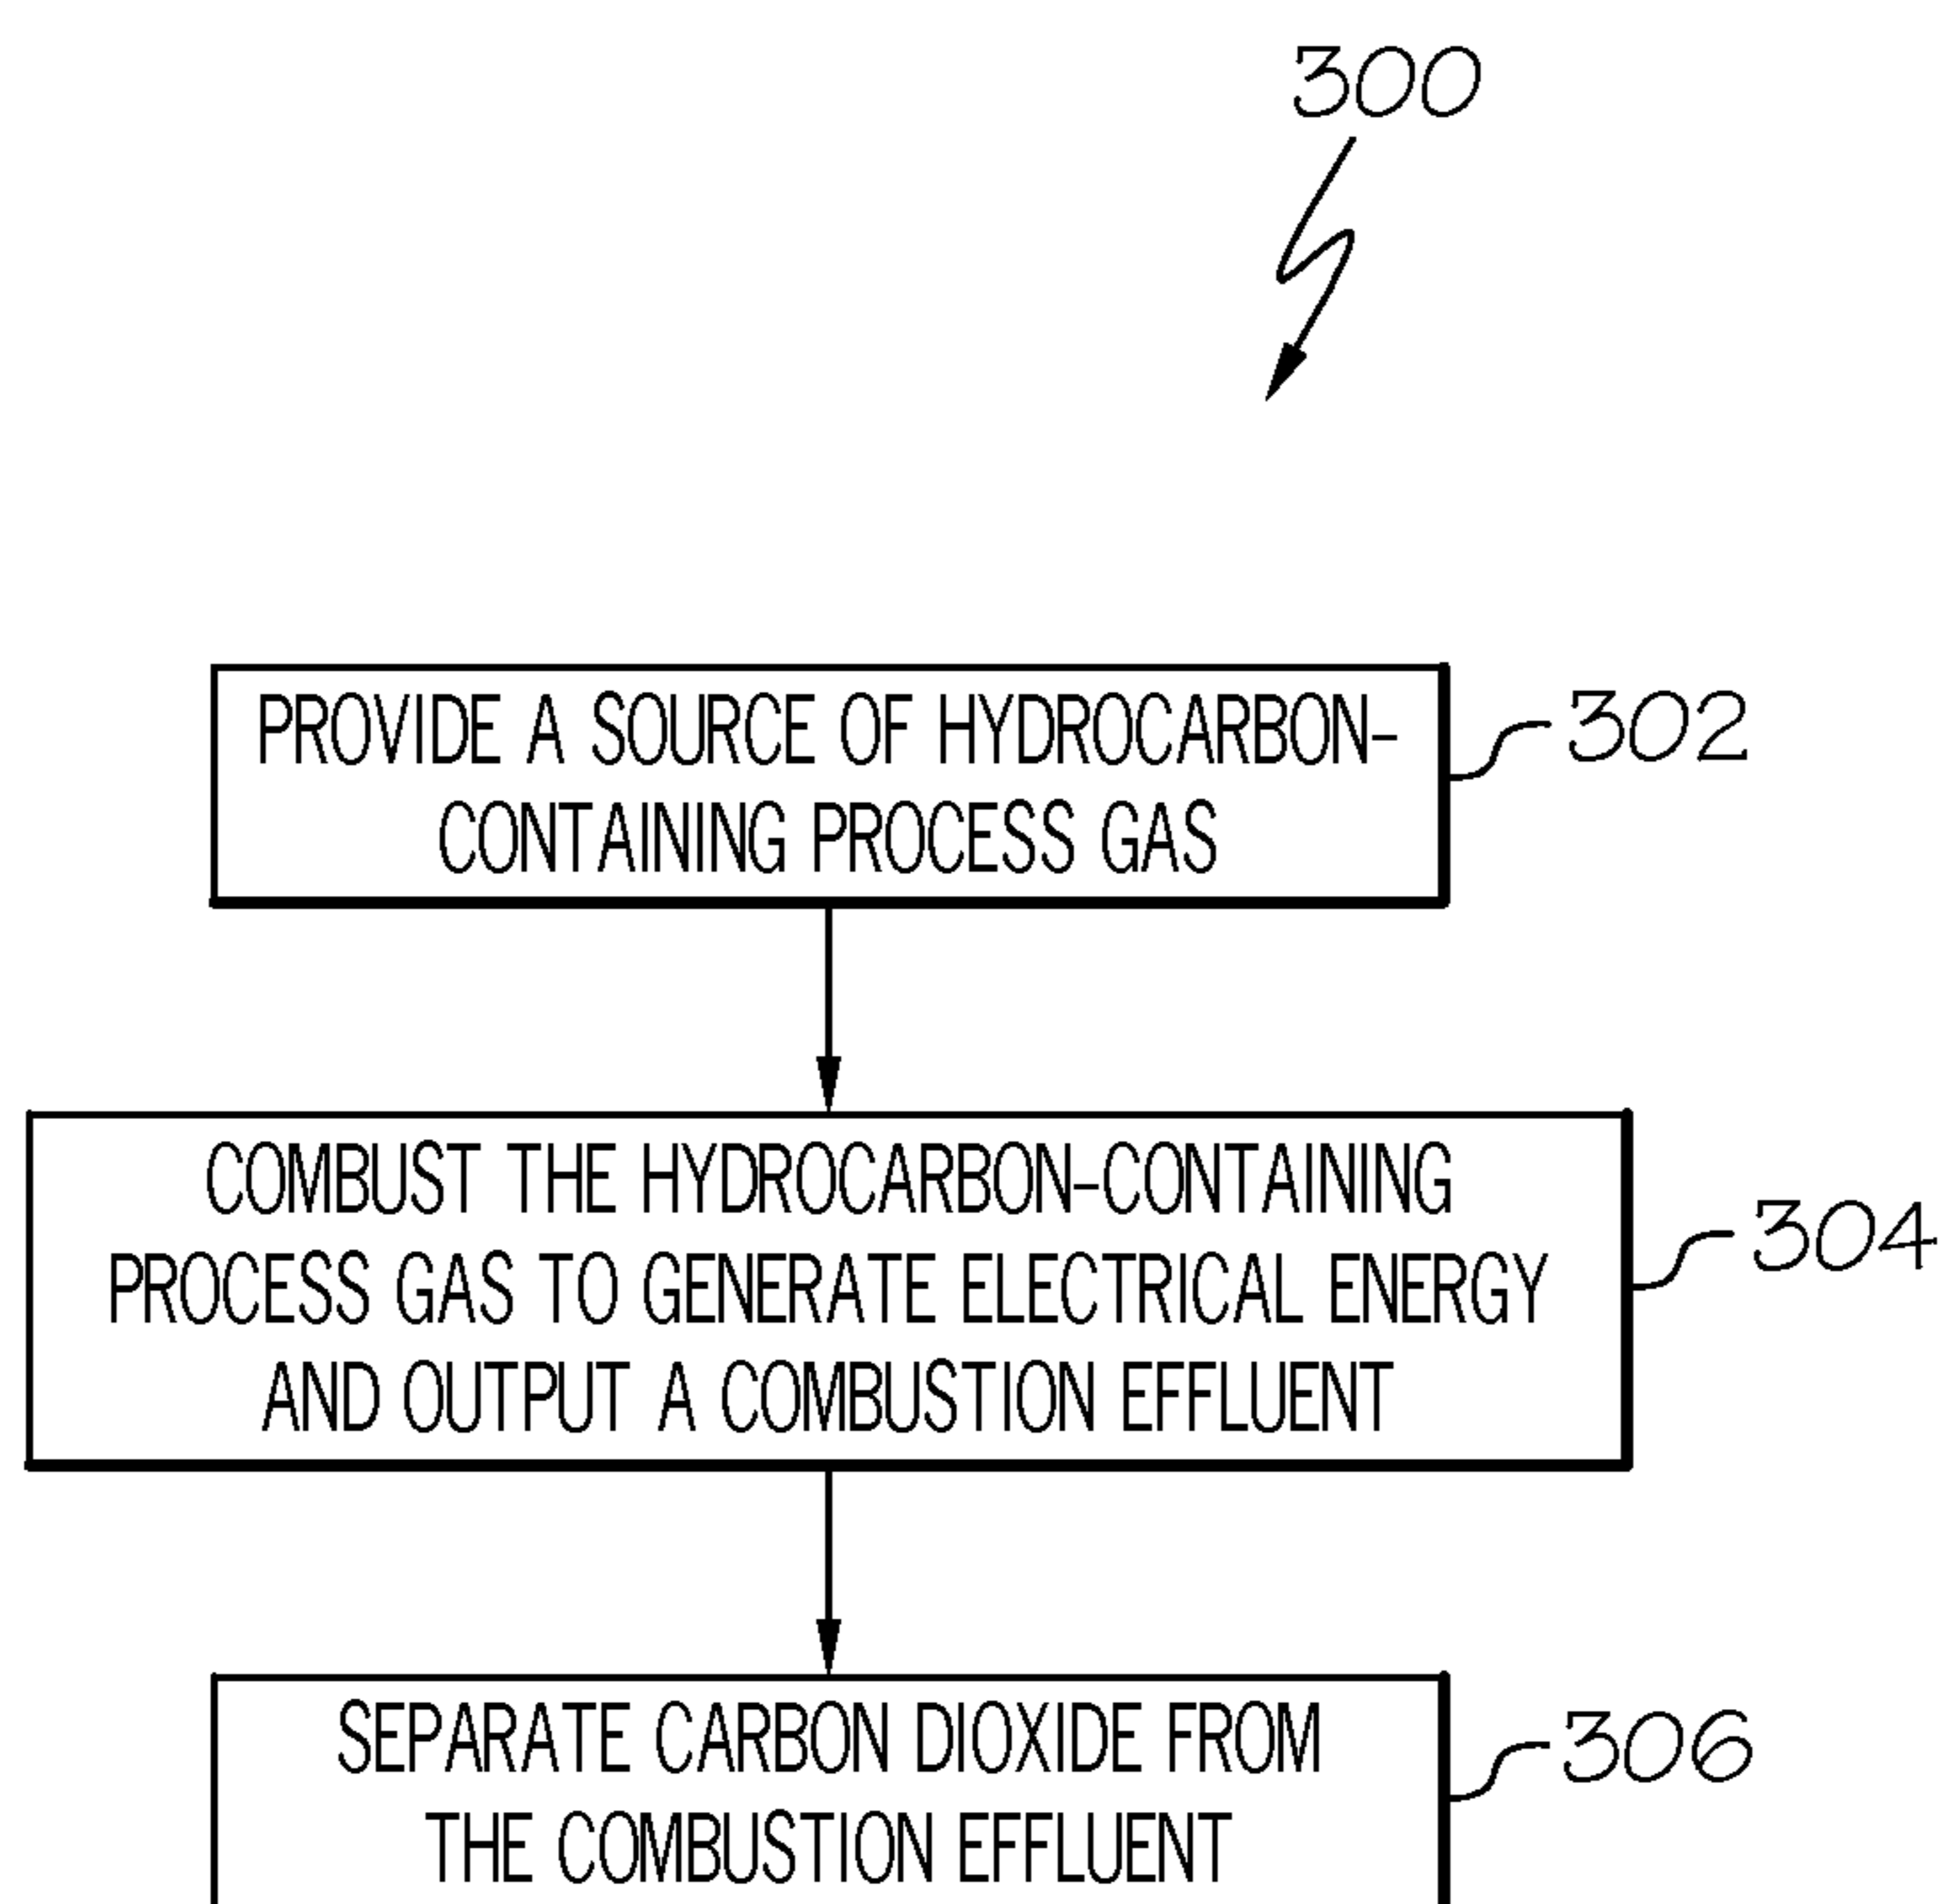 300
PROVIDE A SOURCE OF HYDROCARBON-
CONTAINING PROCESS GAS
302
COMBUST THE HYDROCARBON-CONTAINING
PROCESS GAS TO GENERATE ELECTRICAL ENERGY
AND OUTPUT A COMBUSTION EFFLUENT
304
SEPARATE CARBON DIOXIDE FROM
THE COMBUSTION EFFLUENT
306